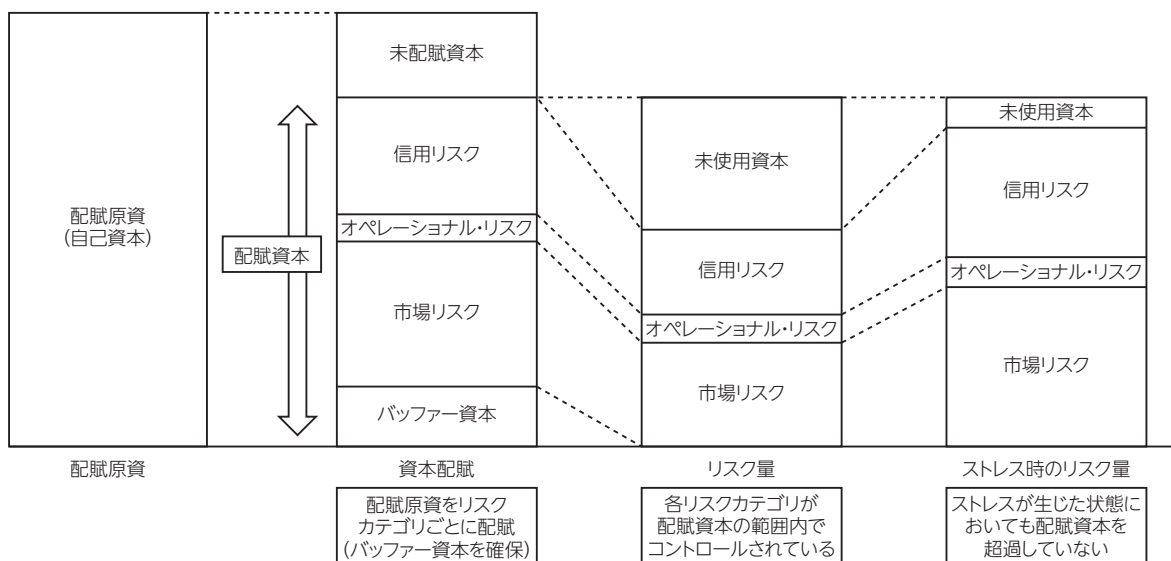 配賦原資
(自己資本)
配賦資本
未配賦資本
信用リスク
オペレーショナル・リスク
市場リスク
バッファー資本
未使用資本
信用リスク
オペレーショナル・リスク
市場リスク
未使用資本
信用リスク
オペレーショナル・リスク
市場リスク
配賦原資
資本配賦
リスク量
ストレス時のリスク量
配賦原資をリスク
カテゴリごとに配賦
(バッファー資本を確保)
各リスクカテゴリが
配賦資本の範囲内で
コントロールされている
ストレスが生じた状態に
おいても配賦資本を
超過していない